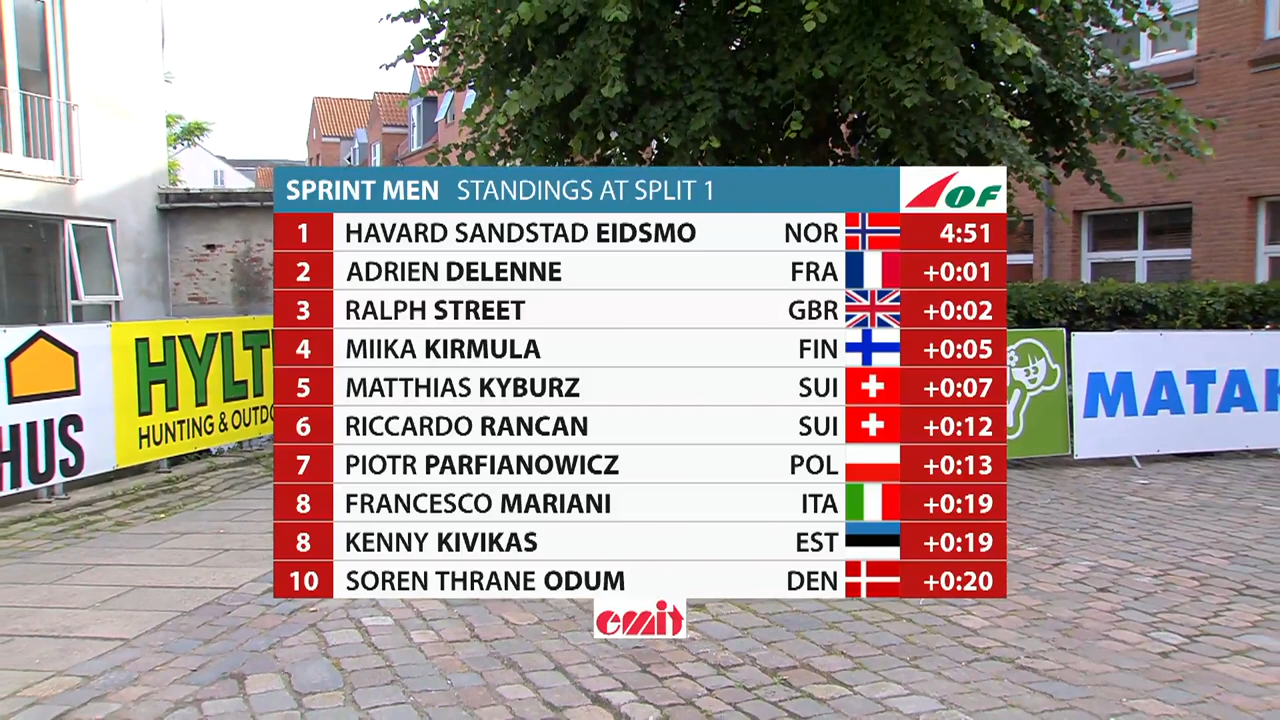 SPRINT MEN STANDINGS AT SPLIT 1 IOF
1 HAVARD SANDSTAD EIDSMO NOR 4:51
2 ADRIEN DELENNE FRA +0:01
3 RALPH STREET GBR +0:02
4 MIIKA KIRMULA FIN +0:05
5 MATTHIAS KYBURZ SUI +0:07
6 RICCARDO RANCAN SUI +0:12
7 PIOTR PARFIANOWICZ POL +0:13
8 FRANCESCO MARIANI ITA +0:19
8 KENNY KIVIKAS EST +0:19
10 SOREN THRANE ODUM DEN +0:20
emit
HUS
HYLT
HUNTING & OUTDO
MATAK